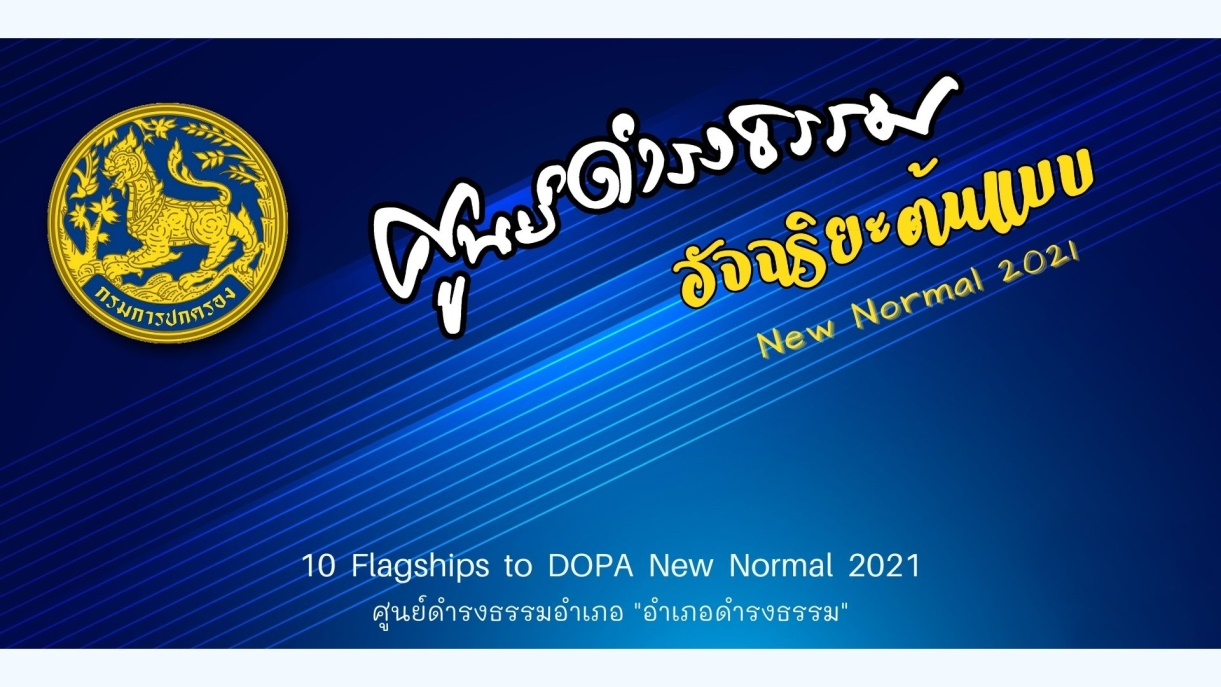 กรมการปกครอง
ศูนย์ดำรงธรรม
อัจฉริยะต้นแบบ
New Normal 2021
10 Flagships to DOPA New Normal 2021
ศูนย์ดำรงธรรมอำเภอ "อำเภอดำรงธรรม"